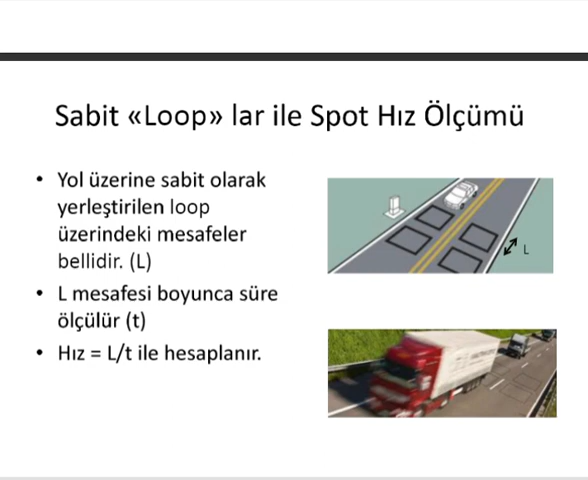 Sabit «Loop» lar ile Spot Hız Ölçümü
• Yol üzerine sabit olarak
yerleştirilen loop
üzerindeki mesafeler
bellidir. (L)
• L mesafesi boyunca süre
ölçülür (t)
• Hız = L/t ile hesaplanır.
L